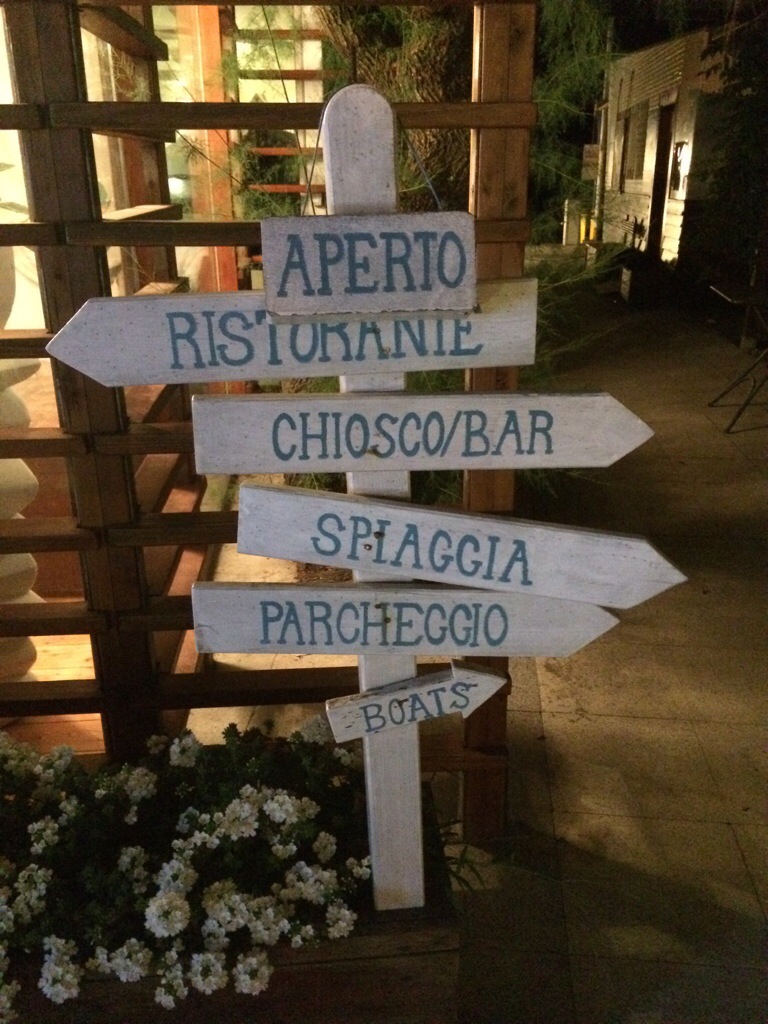 APERTO
RISTORANTE
CHIOSCO/BAR
SPIAGGIA
PARCHEGGIO
BOATS